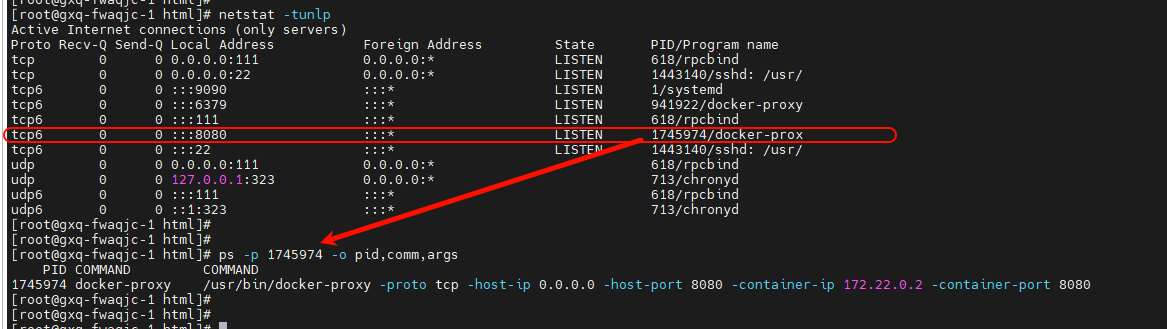 [root@gxq-fwaqjc-1 html]#
[root@gxq-fwaqjc-1 html]# netstat -tunlp
Active Internet connections (only servers)
Proto Recv-Q Send-Q Local Address           Foreign Address         State       PID/Program name
tcp        0      0 0.0.0.0:111             0.0.0.0:*               LISTEN      618/rpcbind
tcp        0      0 0.0.0.0:22              0.0.0.0:*               LISTEN      1443140/sshd: /usr/
tcp6       0      0 :::9090                 :::*                    LISTEN      1/systemd
tcp6       0      0 :::6379                 :::*                    LISTEN      941922/docker-proxy
tcp6       0      0 :::111                  :::*                    LISTEN      618/rpcbind
tcp6       0      0 :::8080                 :::*                    LISTEN      1745974/docker-prox
tcp6       0      0 :::22                   :::*                    LISTEN      1443140/sshd: /usr/
udp        0      0 0.0.0.0:111             0.0.0.0:*                           618/rpcbind
udp        0      0 127.0.0.1:323           0.0.0.0:*                           713/chronyd
udp6       0      0 :::111                  :::*                                618/rpcbind
udp6       0      0 ::1:323                 :::*                                713/chronyd
[root@gxq-fwaqjc-1 html]#
[root@gxq-fwaqjc-1 html]#
[root@gxq-fwaqjc-1 html]# ps -p 1745974 -o pid,comm,args
    PID COMMAND         COMMAND
1745974 docker-proxy    /usr/bin/docker-proxy -proto tcp -host-ip 0.0.0.0 -host-port 8080 -container-ip 172.22.0.2 -container-port 8080
[root@gxq-fwaqjc-1 html]#
[root@gxq-fwaqjc-1 html]#
[root@gxq-fwaqjc-1 html]#